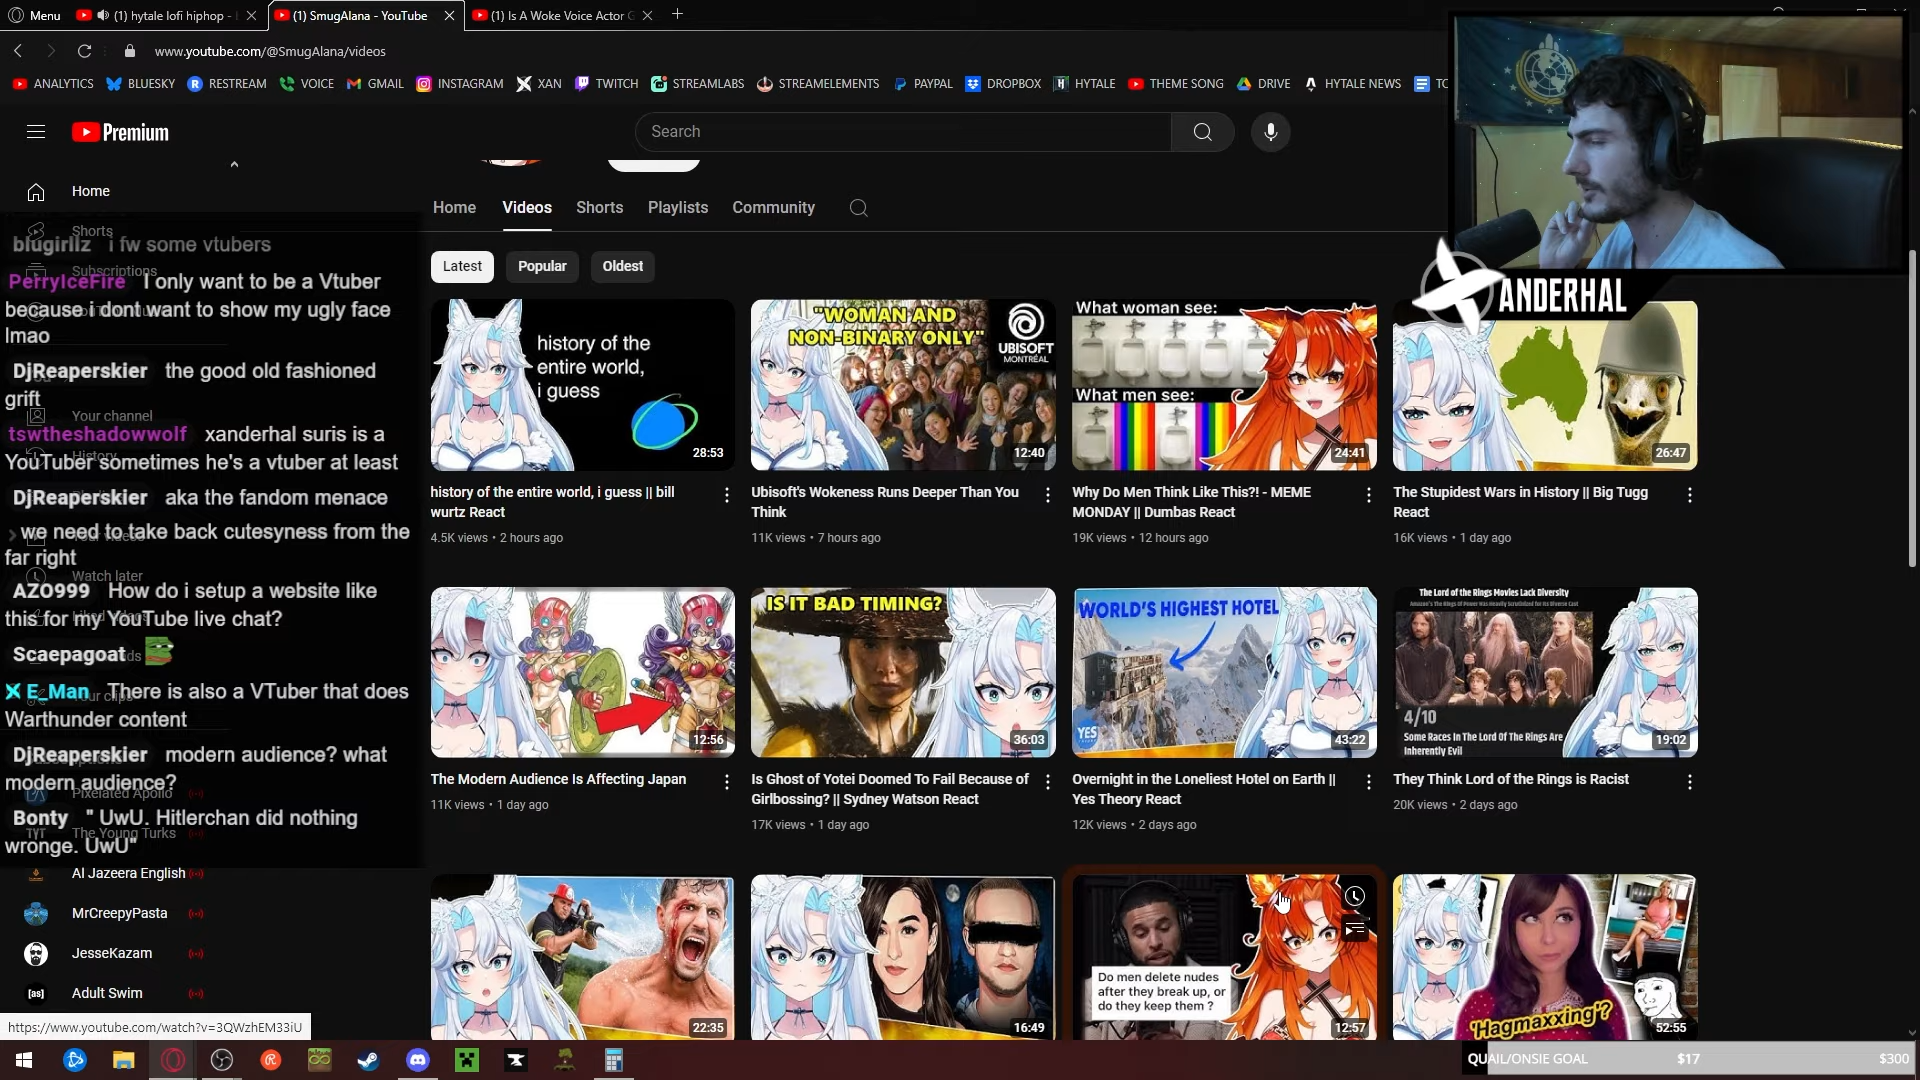 Menu
(1) hytale lofi hiphop -
(1) SmugAlana - YouTube
(1) Is A Woke Voice Actor G
www.youtube.com/@SmugAlana/videos
ANALYTICS
BLUESKY
RESTREAM
VOICE
GMAIL
INSTAGRAM
XAN
TWITCH
STREAMLABS
STREAMELEMENTS
PAYPAL
DROPBOX
HYTALE
THEME SONG
DRIVE
HYTALE NEWS
Premium
Search
Home
Shorts
Subscriptions
Your channel
History
Watch later
Your clips
Pixelated Apollo
The Young Turks
Al Jazeera English
MrCreepyPasta
JesseKazam
Adult Swim
blugirllz i fw some vtubers
PerryIceFire I only want to be a Vtuber
because i dont want to show my ugly face
lmao
DjReaperskier the good old fashioned
grift
tswtheshadowwolf xanderhal suris is a
YouTuber sometimes he's a vtuber at least
DjReaperskier aka the fandom menace
we need to take back cutesyness from the
far right
AZO999 How do i setup a website like
this for my YouTube live chat?
Scaepagoat
E_Man There is also a VTuber that does
Warthunder content
DjReaperskier modern audience? what
modern audience?
Bonty " UwU. Hitlerchan did nothing
wronge. UwU"
Home Videos Shorts Playlists Community
Latest Popular Oldest
history of the
entire world,
i guess
28:53
history of the entire world, i guess || bill
wurtz React
4.5K views • 2 hours ago
"WOMAN AND
NON-BINARY ONLY"
UBISOFT
MONTRÉAL
12:40
Ubisoft's Wokeness Runs Deeper Than You
Think
11K views • 7 hours ago
What woman see:
What men see:
24:41
Why Do Men Think Like This?! - MEME
MONDAY || Dumbas React
19K views • 12 hours ago
26:47
The Stupidest Wars in History || Big Tugg
React
16K views • 1 day ago
12:56
The Modern Audience Is Affecting Japan
11K views • 1 day ago
IS IT BAD TIMING?
36:03
Is Ghost of Yotei Doomed To Fail Because of
Girlbossing? || Sydney Watson React
17K views • 1 day ago
WORLD'S HIGHEST HOTEL
YES
43:22
Overnight in the Loneliest Hotel on Earth ||
Yes Theory React
12K views • 2 days ago
The Lord of the Rings Movies Lack Diversity
4/10
Some Races In The Lord Of The Rings Are
Inherently Evil
19:02
They Think Lord of the Rings is Racist
20K views • 2 days ago
22:35
16:49
Do men delete nudes
after they break up, or
do they keep them ?
12:57
'Hagmaxxing'?
52:55
ANDERHAL
https://www.youtube.com/watch?v=3QWzhEM33iU
QUAIL/ONSIE GOAL
$17
$300